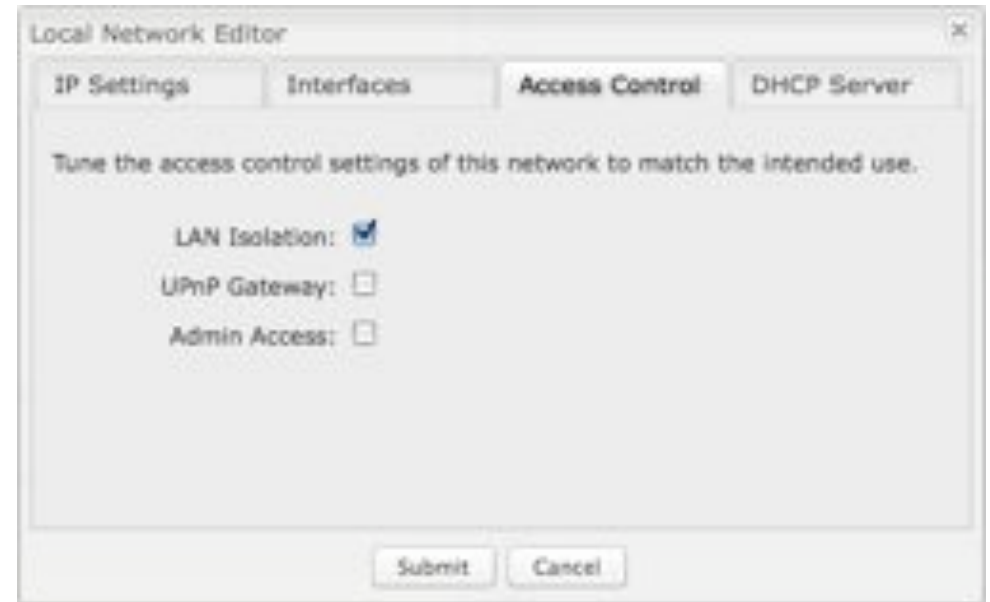 Local Network Editor
IP Settings
Interfaces
Access Control
DHCP Server
Tune the access control settings of this network to match the intended use.
LAN Isolation:
UPnP Gateway:
Admin Access:
Submit
Cancel